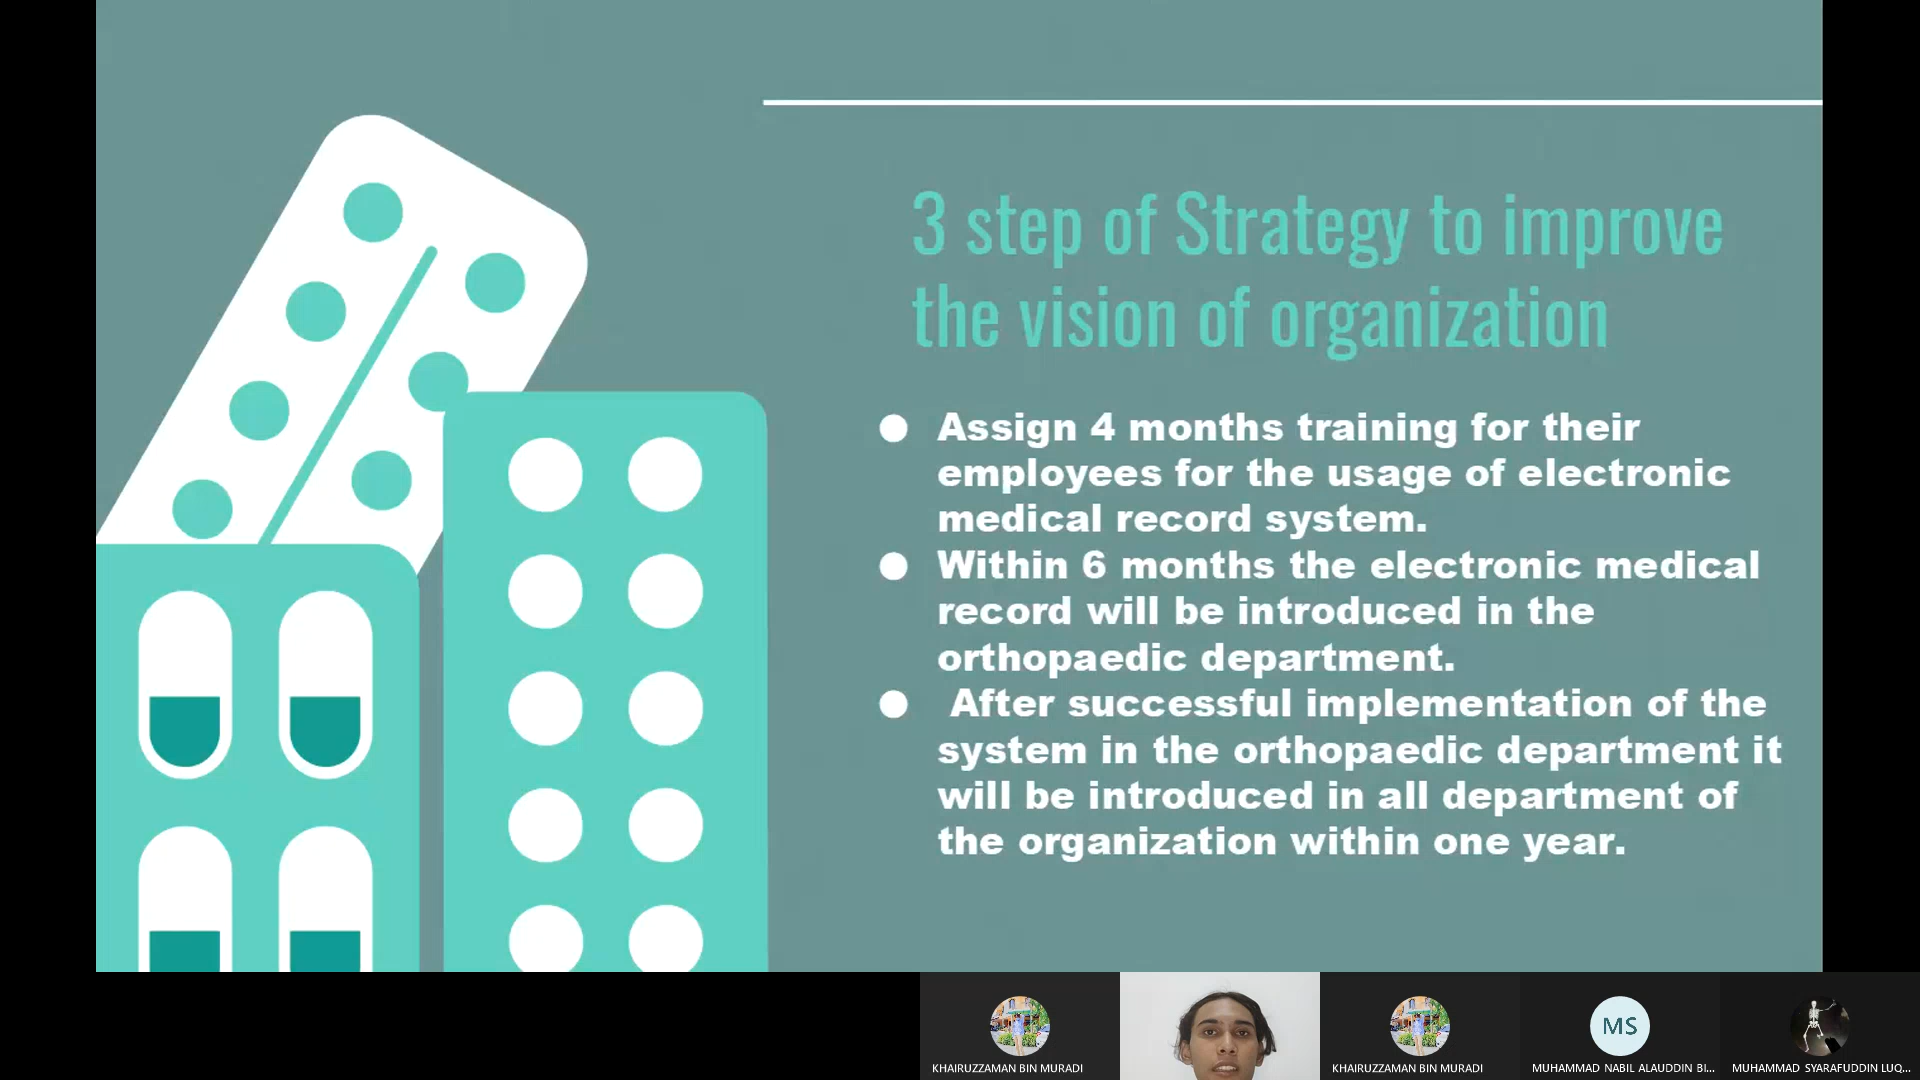 3 step of Strategy to improve
the vision of organization
● Assign 4 months training for their
employees for the usage of electronic
medical record system.
● Within 6 months the electronic medical
record will be introduced in the
orthopaedic department.
● After successful implementation of the
system in the orthopaedic department it
will be introduced in all department of
the organization within one year.
MS
KHAIRUZZAMAN BIN MURADI
KHAIRUZZAMAN BIN MURADI
MUHAMMAD NABIL ALAUDDIN BI...
MUHAMMAD SYARAFUDDIN LUQ...